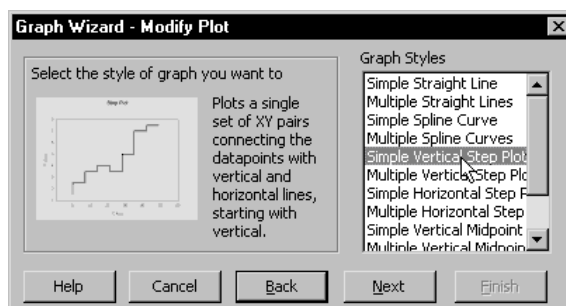 Graph Wizard - Modify Plot
Select the style of graph you want to
Step Plot
Plots a single
set of XY pairs
connecting the
datapoints with
vertical and
horizontal lines,
starting with
vertical.
Graph Styles
Simple Straight Line
Multiple Straight Lines
Simple Spline Curve
Multiple Spline Curves
Simple Vertical Step Plot
Multiple Vertical Step Plo
Simple Horizontal Step P
Multiple Horizontal Step
Simple Vertical Midpoint
Multiple Vertical Midpoin
Help
Cancel
Back
Next
Finish